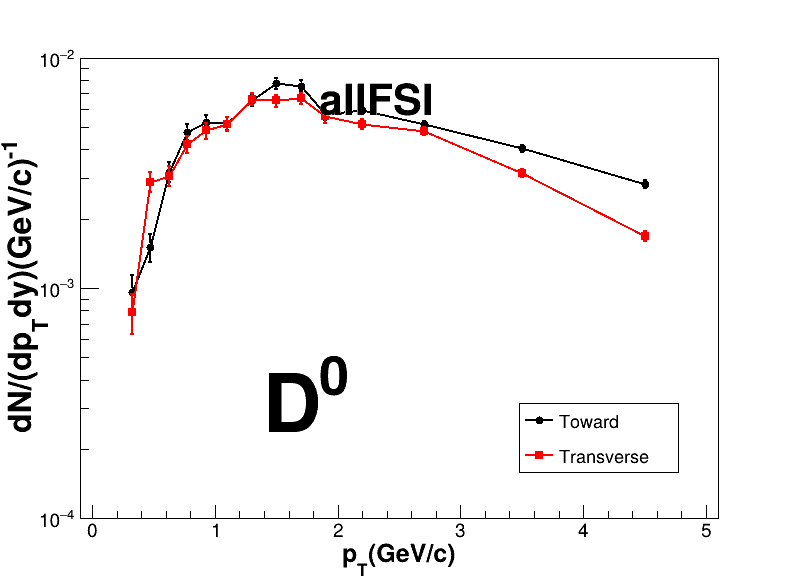 10⁻²
allFSI
dN/(dp_T dy)(GeV/c)⁻¹
10⁻³
D⁰
Toward
Transverse
10⁻⁴
0 1 2 3 4 5
p_T(GeV/c)